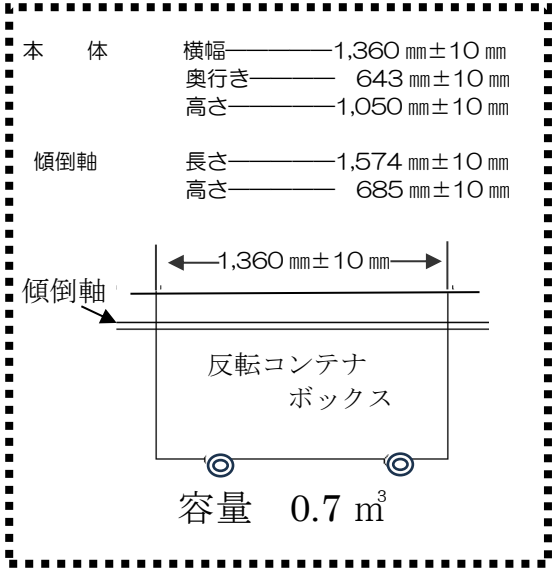 本　体　横幅――――1,360 ㎜±10 ㎜
奥行き――― 643 ㎜±10 ㎜
高さ――――1,050 ㎜±10 ㎜
傾倒軸　長さ――――1,574 ㎜±10 ㎜
高さ――― 685 ㎜±10 ㎜
1,360 ㎜±10 ㎜
傾倒軸
反転コンテナ
ボックス
容量　0.7 ㎥